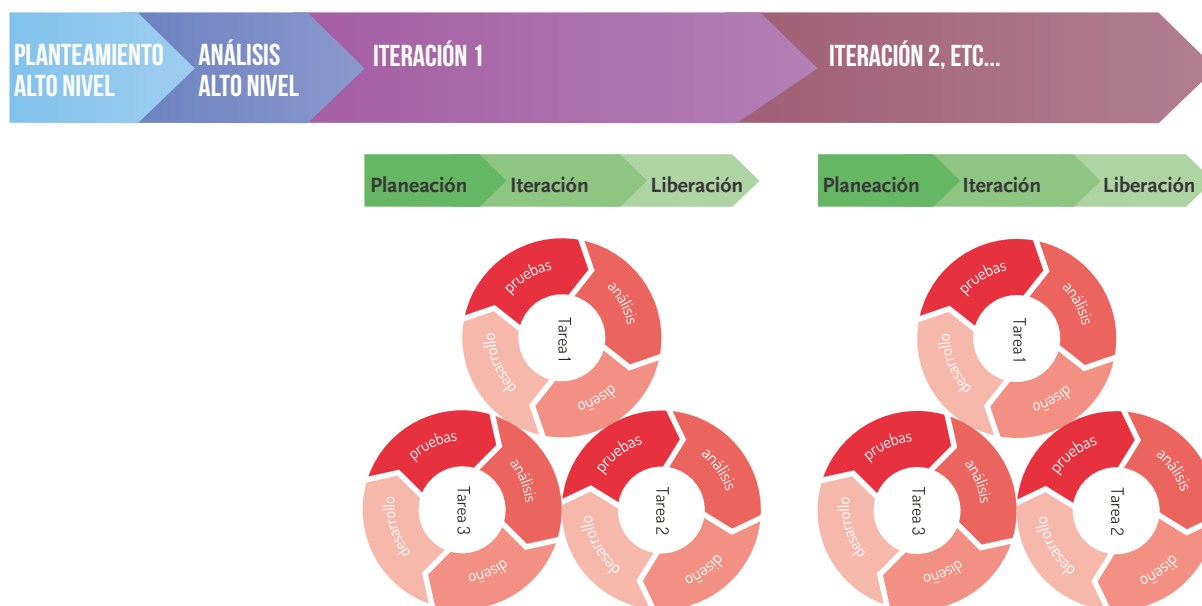 PLANTEAMIENTO
ALTO NIVEL
ANÁLISIS
ALTO NIVEL
ITERACIÓN 1
ITERACIÓN 2, ETC...
Planeación
Iteración
Liberación
Planeación
Iteración
Liberación
pruebas
análisis
diseño
desarrollo
Tarea 1
pruebas
análisis
diseño
desarrollo
Tarea 3
pruebas
análisis
diseño
desarrollo
Tarea 2
pruebas
análisis
diseño
desarrollo
Tarea 1
pruebas
análisis
diseño
desarrollo
Tarea 3
pruebas
análisis
diseño
desarrollo
Tarea 2